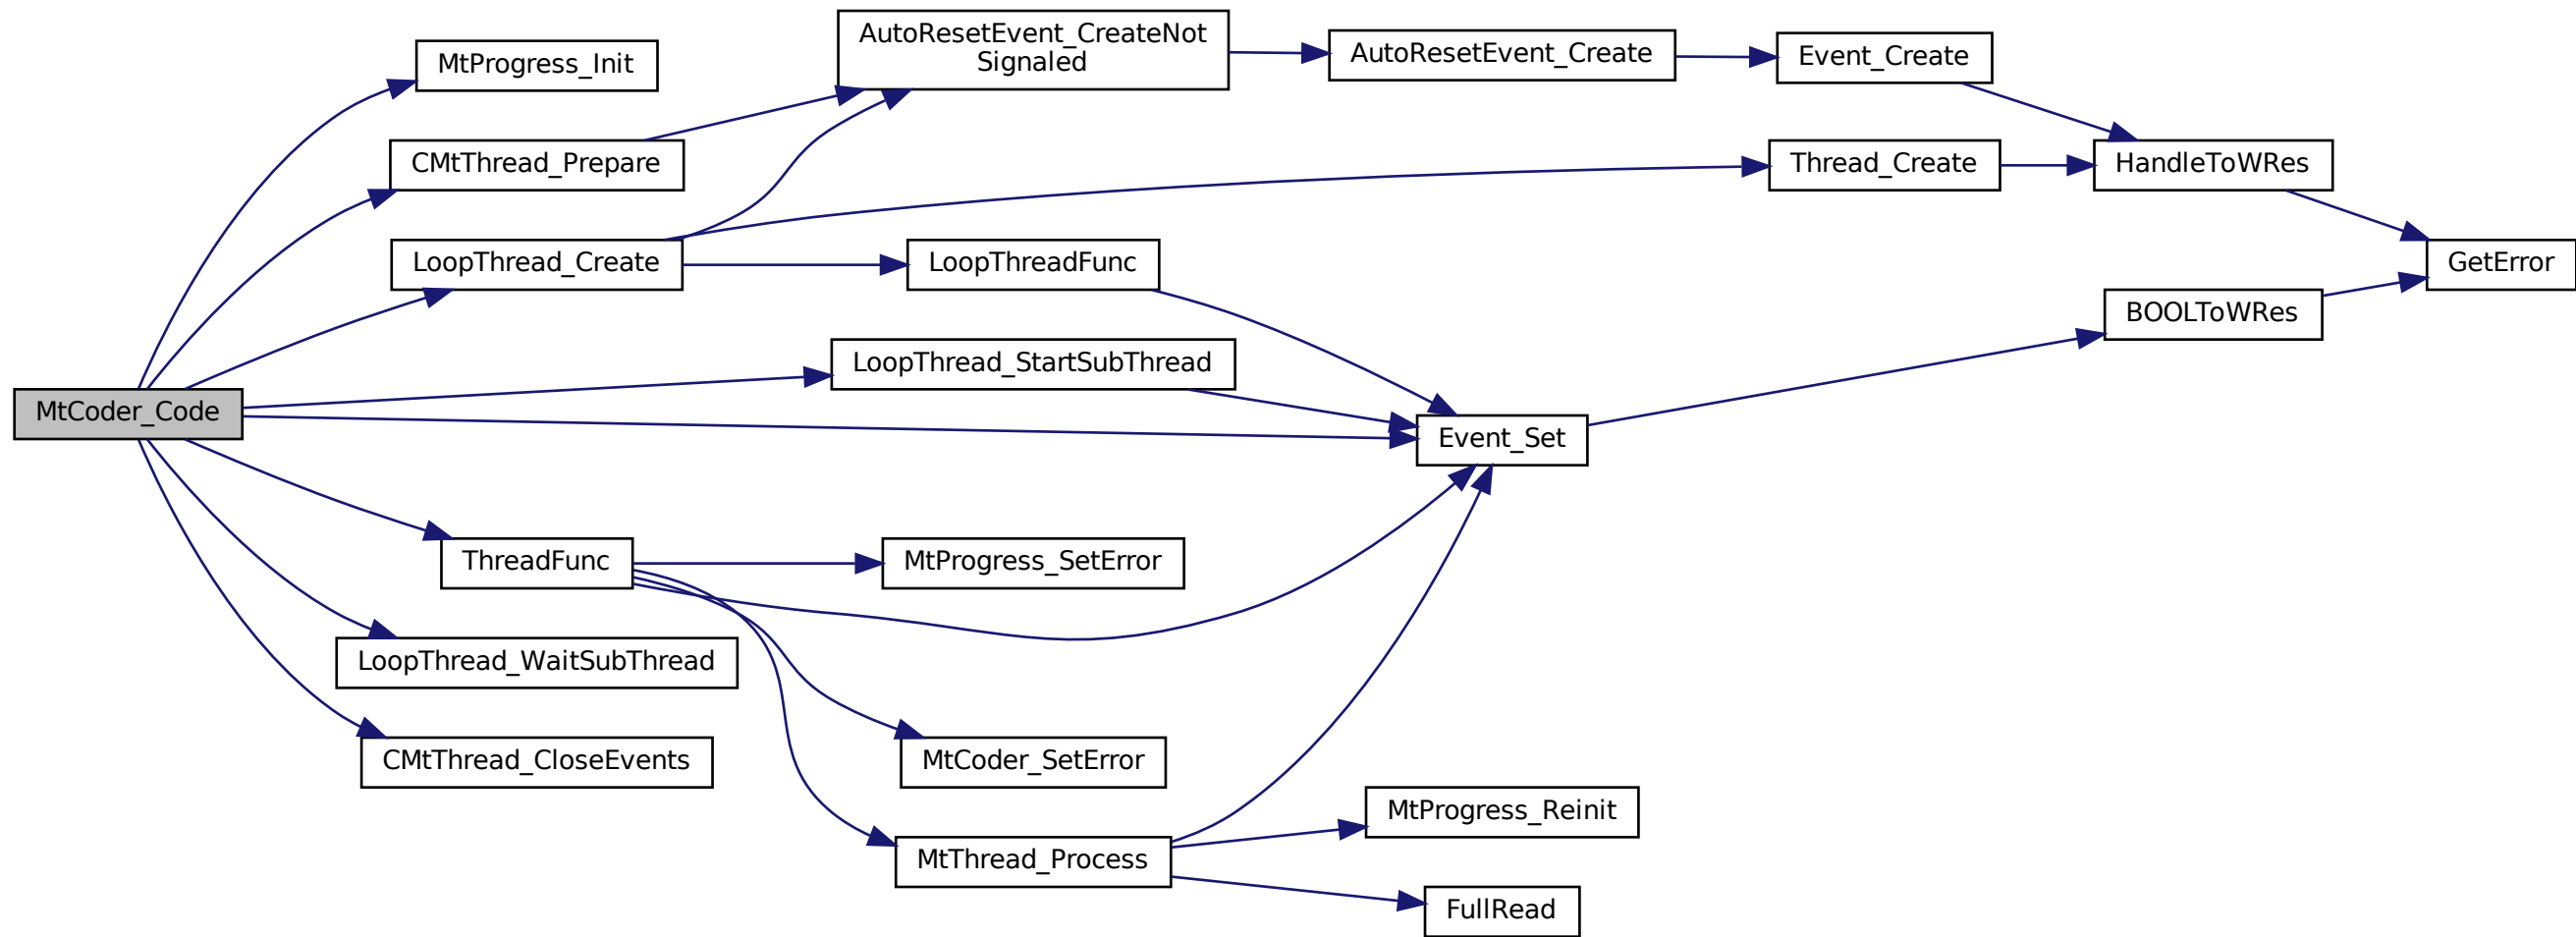 AutoResetEvent_CreateNot
Signaled
AutoResetEvent_Create
Event_Create
MtProgress_Init
CMtThread_Prepare
Thread_Create
HandleToWRes
LoopThread_Create
LoopThreadFunc
GetError
BOOLToWRes
LoopThread_StartSubThread
MtCoder_Code
Event_Set
ThreadFunc
MtProgress_SetError
LoopThread_WaitSubThread
CMtThread_CloseEvents
MtCoder_SetError
MtProgress_Reinit
MtThread_Process
FullRead